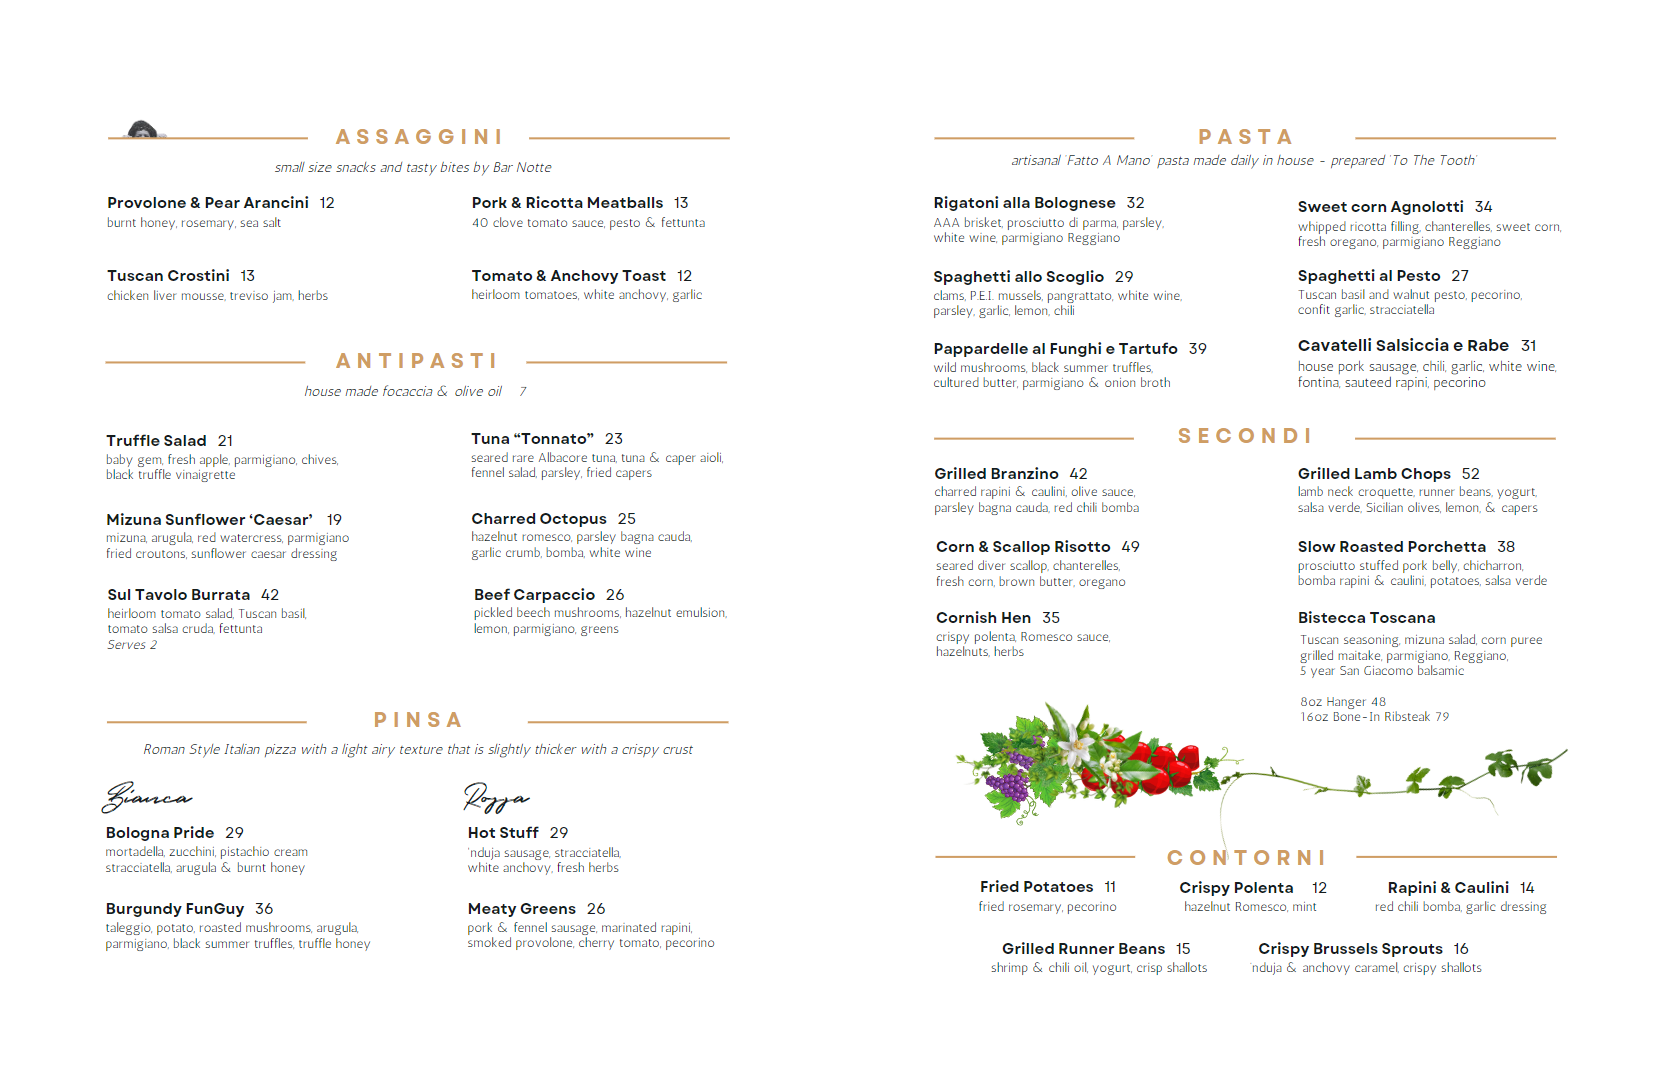 ASSAGGINI
small size snacks and tasty bites by Bar Notte
Provolone & Pear Arancini 12
burnt honey, rosemary, sea salt
Pork & Ricotta Meatballs 13
40 clove tomato sauce, pesto & fettunta
Tuscan Crostini 13
chicken liver mousse, treviso jam, herbs
Tomato & Anchovy Toast 12
heirloom tomatoes, white anchovy, garlic
ANTIPASTI
house made focaccia & olive oil 7
Truffle Salad 21
baby gem, fresh apple, parmigiano, chives,
black truffle vinaigrette
Tuna “Tonnato” 23
seared rare Albacore tuna, tuna & caper aioli,
fennel salad, parsley, fried capers
Mizuna Sunflower ‘Caesar’ 19
mizuna, arugula, red watercress, parmigiano
fried croutons, sunflower caesar dressing
Charred Octopus 25
hazelnut romesco, parsley bagna cauda,
garlic crumb, bomba, white wine
Sul Tavolo Burrata 42
heirloom tomato salad, Tuscan basil,
tomato salsa cruda, fettunta
Serves 2
Beef Carpaccio 26
pickled beech mushrooms, hazelnut emulsion,
lemon, parmigiano, greens
PINSA
Roman Style Italian pizza with a light airy texture that is slightly thicker with a crispy crust
Bianca
Bologna Pride 29
mortadella, zucchini, pistachio cream
stracciatella, arugula & burnt honey
Burgundy FunGuy 36
taleggio, potato, roasted mushrooms, arugula,
parmigiano, black summer truffles, truffle honey
Rozza
Hot Stuff 29
'nduja sausage, stracciatella,
white anchovy, fresh herbs
Meaty Greens 26
pork & fennel sausage, marinated rapini,
smoked provolone, cherry tomato, pecorino
PASTA
artisanal 'Fatto A Mano' pasta made daily in house - prepared 'To The Tooth'
Rigatoni alla Bolognese 32
AAA brisket, prosciutto di parma, parsley,
white wine, parmigiano Reggiano
Sweet corn Agnolotti 34
whipped ricotta filling, chanterelles, sweet corn,
fresh oregano, parmigiano Reggiano
Spaghetti allo Scoglio 29
clams, P.E.I. mussels, pangrattato, white wine,
parsley, garlic, lemon, chili
Spaghetti al Pesto 27
Tuscan basil and walnut pesto, pecorino,
confit garlic, stracciatella
Pappardelle al Funghi e Tartufo 39
wild mushrooms, black summer truffles,
cultured butter, parmigiano & onion broth
Cavatelli Salsiccia e Rabe 31
house pork sausage, chili, garlic, white wine,
fontina, sauteed rapini, pecorino
SECONDI
Grilled Branzino 42
charred rapini & caulini, olive sauce,
parsley bagna cauda, red chili bomba
Grilled Lamb Chops 52
lamb neck croquette, runner beans, yogurt,
salsa verde, Sicilian olives, lemon, & capers
Corn & Scallop Risotto 49
seared diver scallop, chanterelles,
fresh corn, brown butter, oregano
Slow Roasted Porchetta 38
prosciutto stuffed pork belly, chicharron,
bomba rapini & caulini, potatoes, salsa verde
Cornish Hen 35
crispy polenta, Romesco sauce,
hazelnuts, herbs
Bistecca Toscana
Tuscan seasoning, mizuna salad, corn puree
grilled maitake, parmigiano, Reggiano,
5 year San Giacomo balsamic
8oz Hanger 48
16oz Bone-In Ribsteak 79
CONTORNI
Fried Potatoes 11
fried rosemary, pecorino
Crispy Polenta 12
hazelnut Romesco, mint
Rapini & Caulini 14
red chili bomba, garlic dressing
Grilled Runner Beans 15
shrimp & chili oil, yogurt, crisp shallots
Crispy Brussels Sprouts 16
'nduja & anchovy caramel, crispy shallots